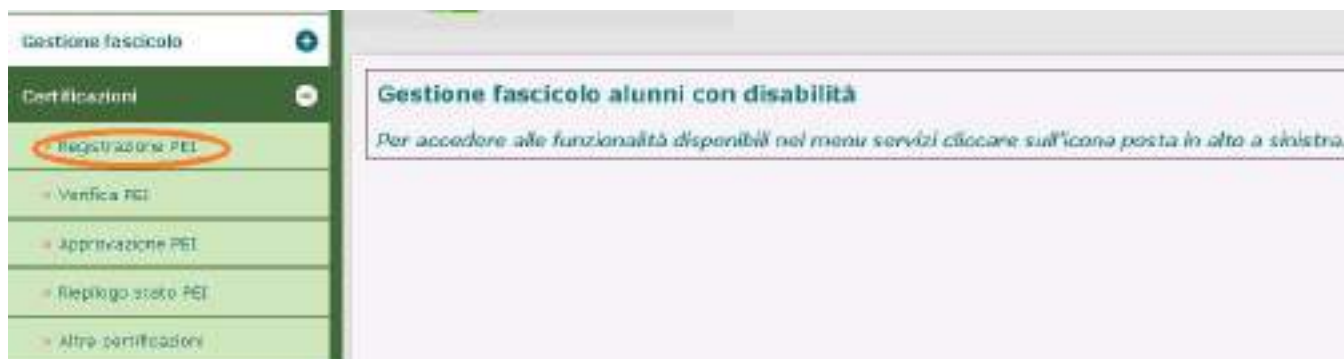 Gestione fascicolo
Certificazioni
Registrazione PEI
Verifica PEI
Approvazione PEI
Riepilogo stato PEI
Altre certificazioni
Gestione fascicolo alunni con disabilità
Per accedere alle funzionalità disponibili nel menu servizi cliccare sull'icona posta in alto a sinistra.